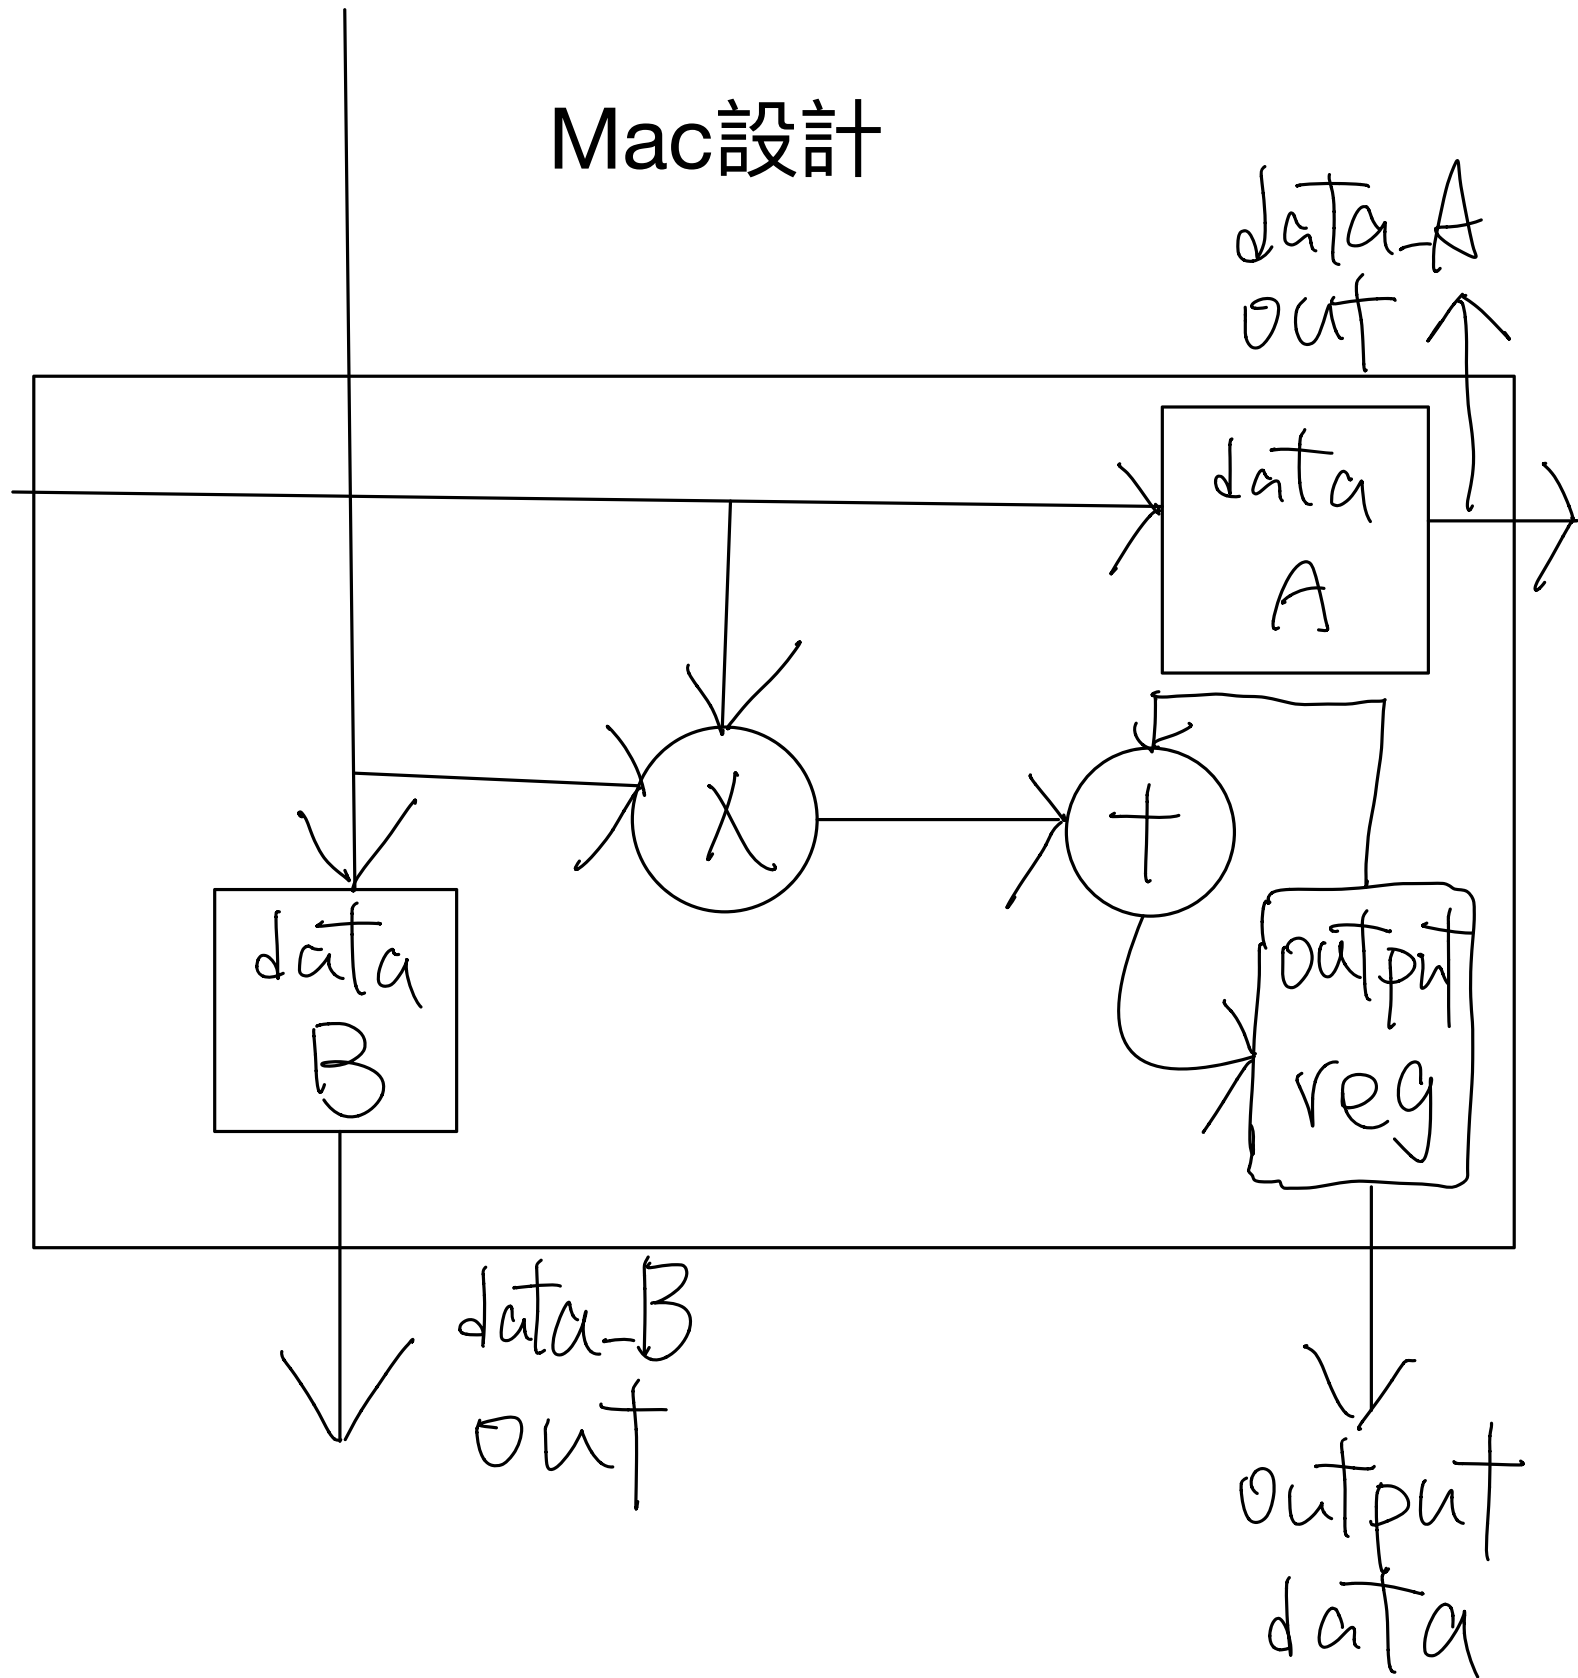 Mac設計
data_A
out
data
A
X
+
data
B
output
reg
data_B
out
output
data